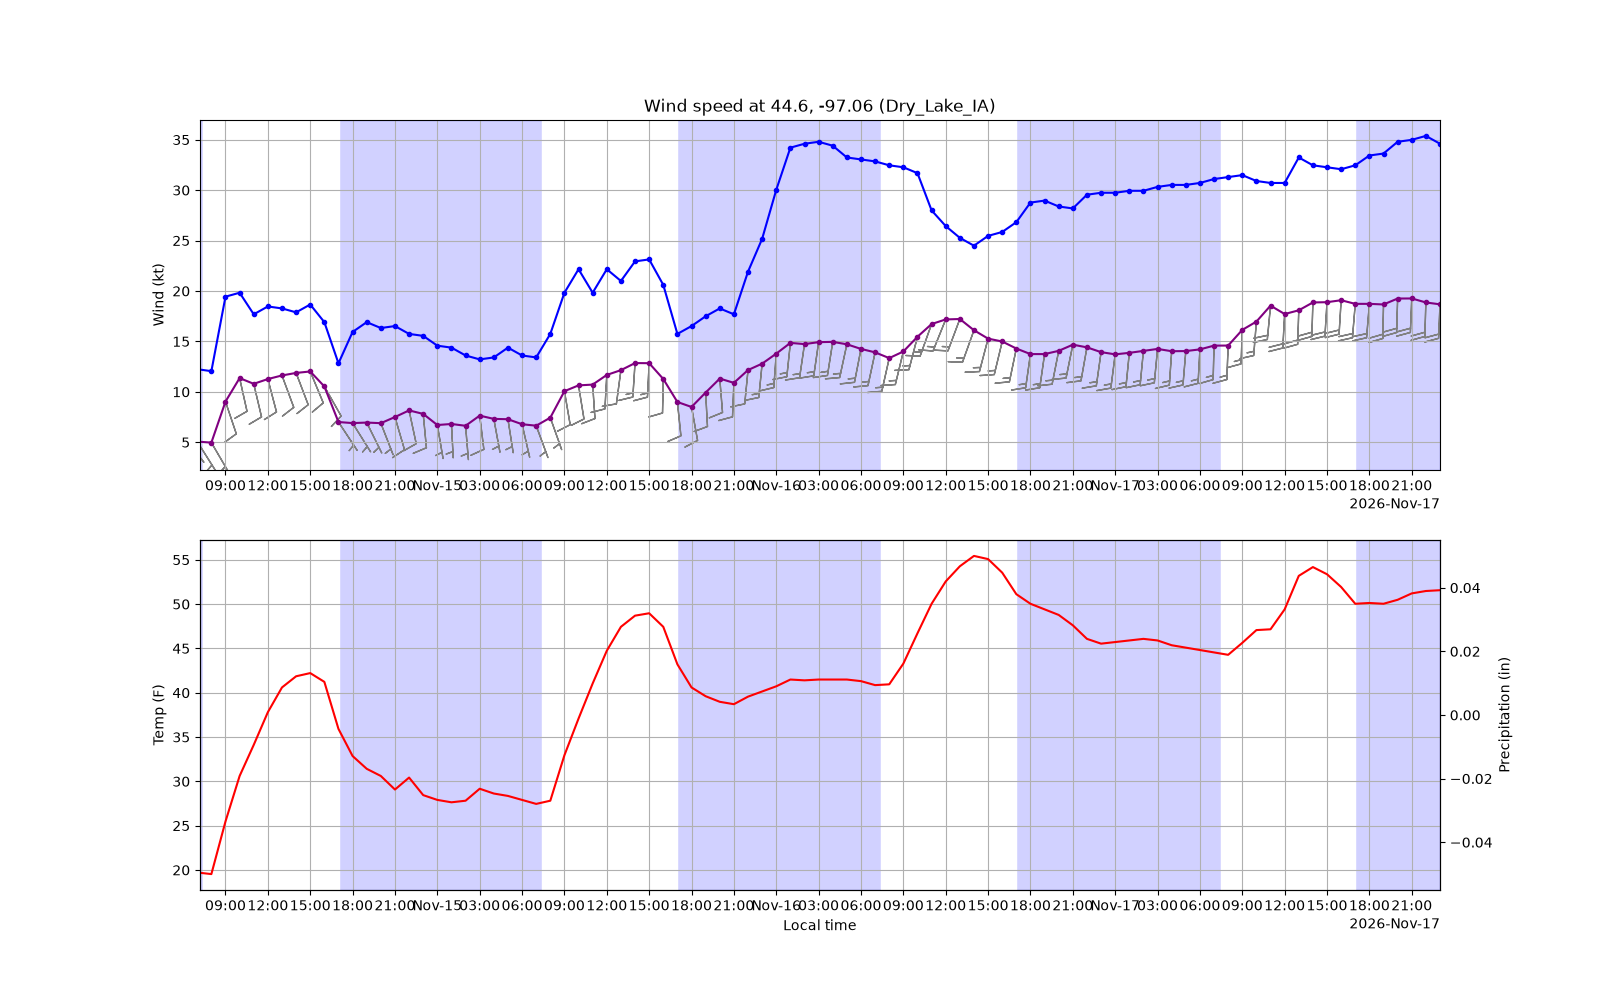 Wind speed at 44.6, -97.06 (Dry_Lake_IA)
Wind (kt)
35
30
25
20
15
10
5
09:00 12:00 15:00 18:00 21:00 Nov-15 03:00 06:00 09:00 12:00 15:00 18:00 21:00 Nov-16 03:00 06:00 09:00 12:00 15:00 18:00 21:00 Nov-17 03:00 06:00 09:00 12:00 15:00 18:00 21:00
2026-Nov-17
Temp (F)
55
50
45
40
35
30
25
20
0.04
0.02
0.00
−0.02
−0.04
Precipitation (in)
09:00 12:00 15:00 18:00 21:00 Nov-15 03:00 06:00 09:00 12:00 15:00 18:00 21:00 Nov-16 03:00 06:00 09:00 12:00 15:00 18:00 21:00 Nov-17 03:00 06:00 09:00 12:00 15:00 18:00 21:00
Local time
2026-Nov-17